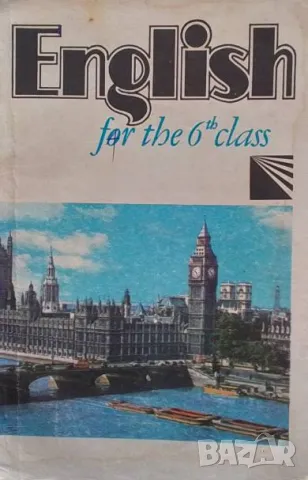 English
for the 6th class
BAZAR